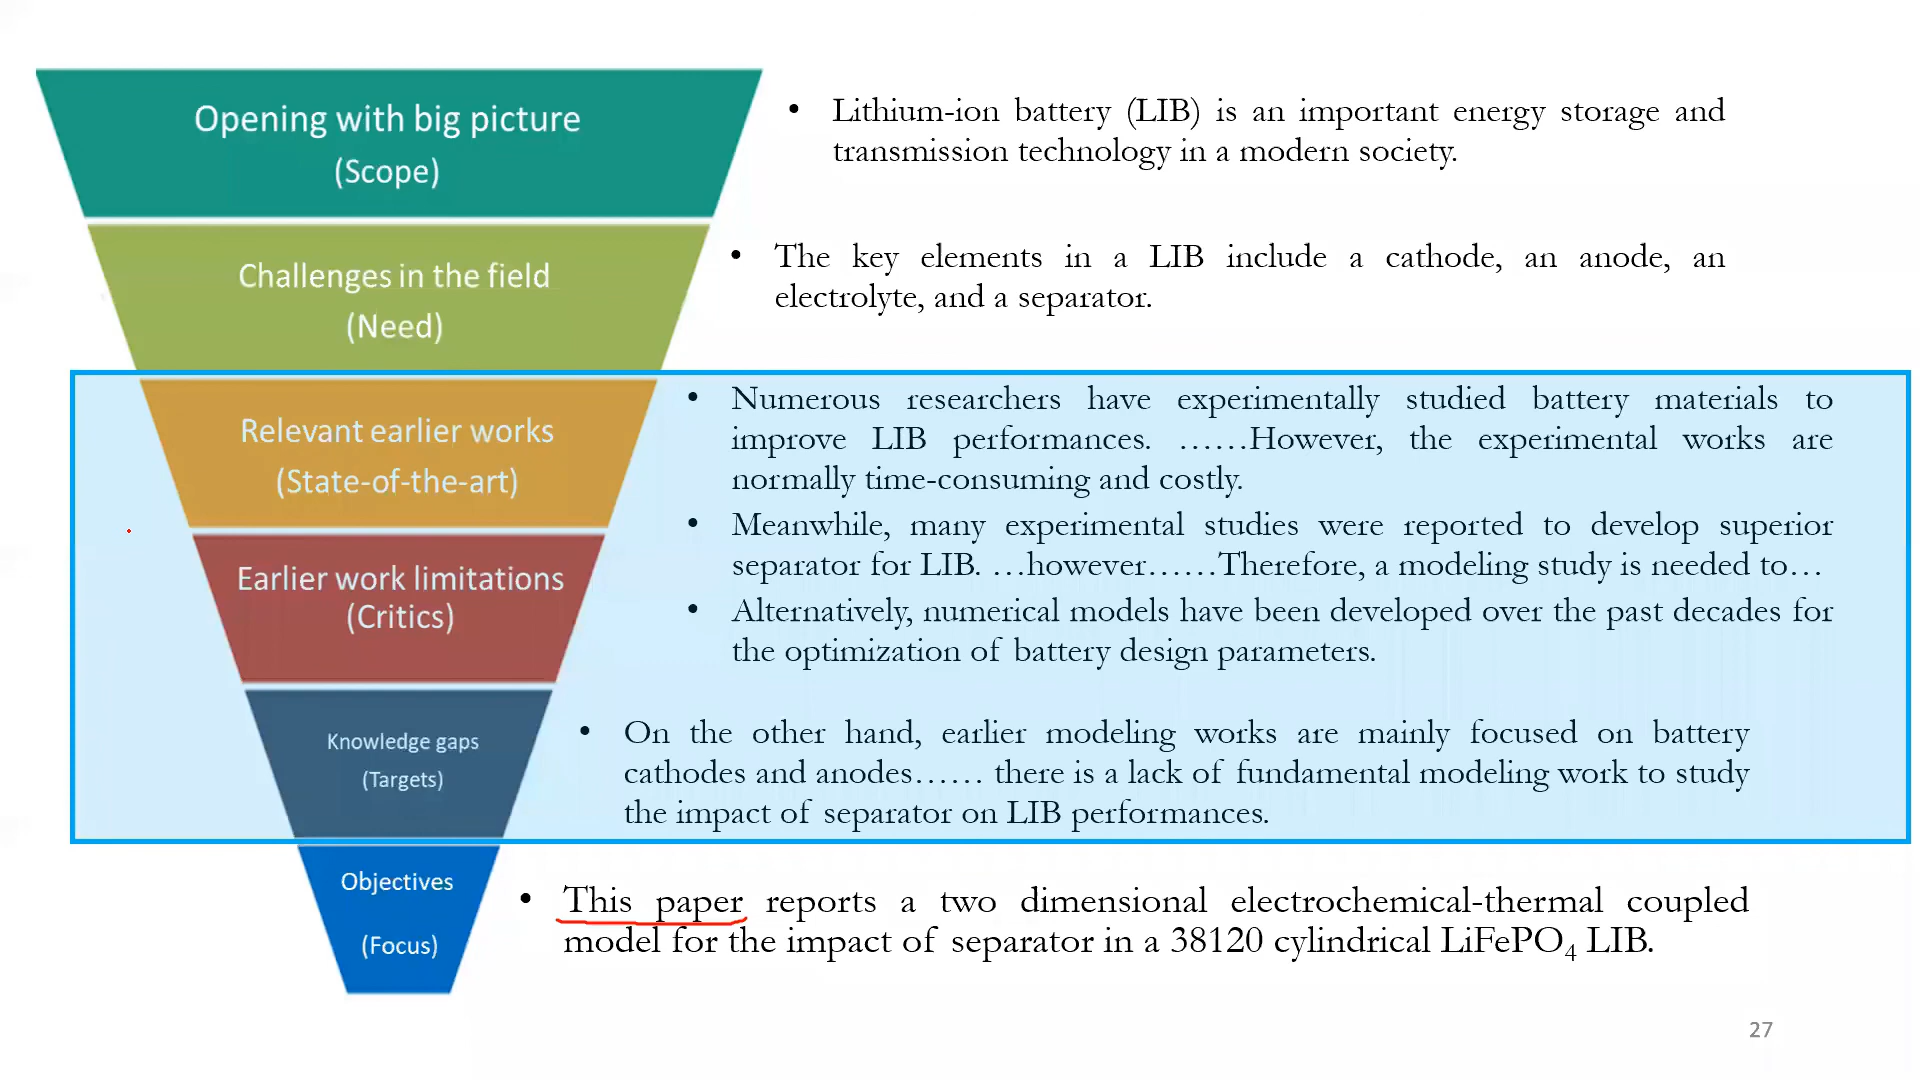 Opening with big picture
(Scope)
• Lithium-ion battery (LIB) is an important energy storage and
transmission technology in a modern society.
Challenges in the field
(Need)
• The key elements in a LIB include a cathode, an anode, an
electrolyte, and a separator.
Relevant earlier works
(State-of-the-art)
• Numerous researchers have experimentally studied battery materials to
improve LIB performances. ……However, the experimental works are
normally time-consuming and costly.
• Meanwhile, many experimental studies were reported to develop superior
separator for LIB. …however……Therefore, a modeling study is needed to…
• Alternatively, numerical models have been developed over the past decades for
the optimization of battery design parameters.
Earlier work limitations
(Critics)
Knowledge gaps
(Targets)
• On the other hand, earlier modeling works are mainly focused on battery
cathodes and anodes…… there is a lack of fundamental modeling work to study
the impact of separator on LIB performances.
Objectives
(Focus)
• This paper reports a two dimensional electrochemical-thermal coupled
model for the impact of separator in a 38120 cylindrical LiFePO₄ LIB.
27